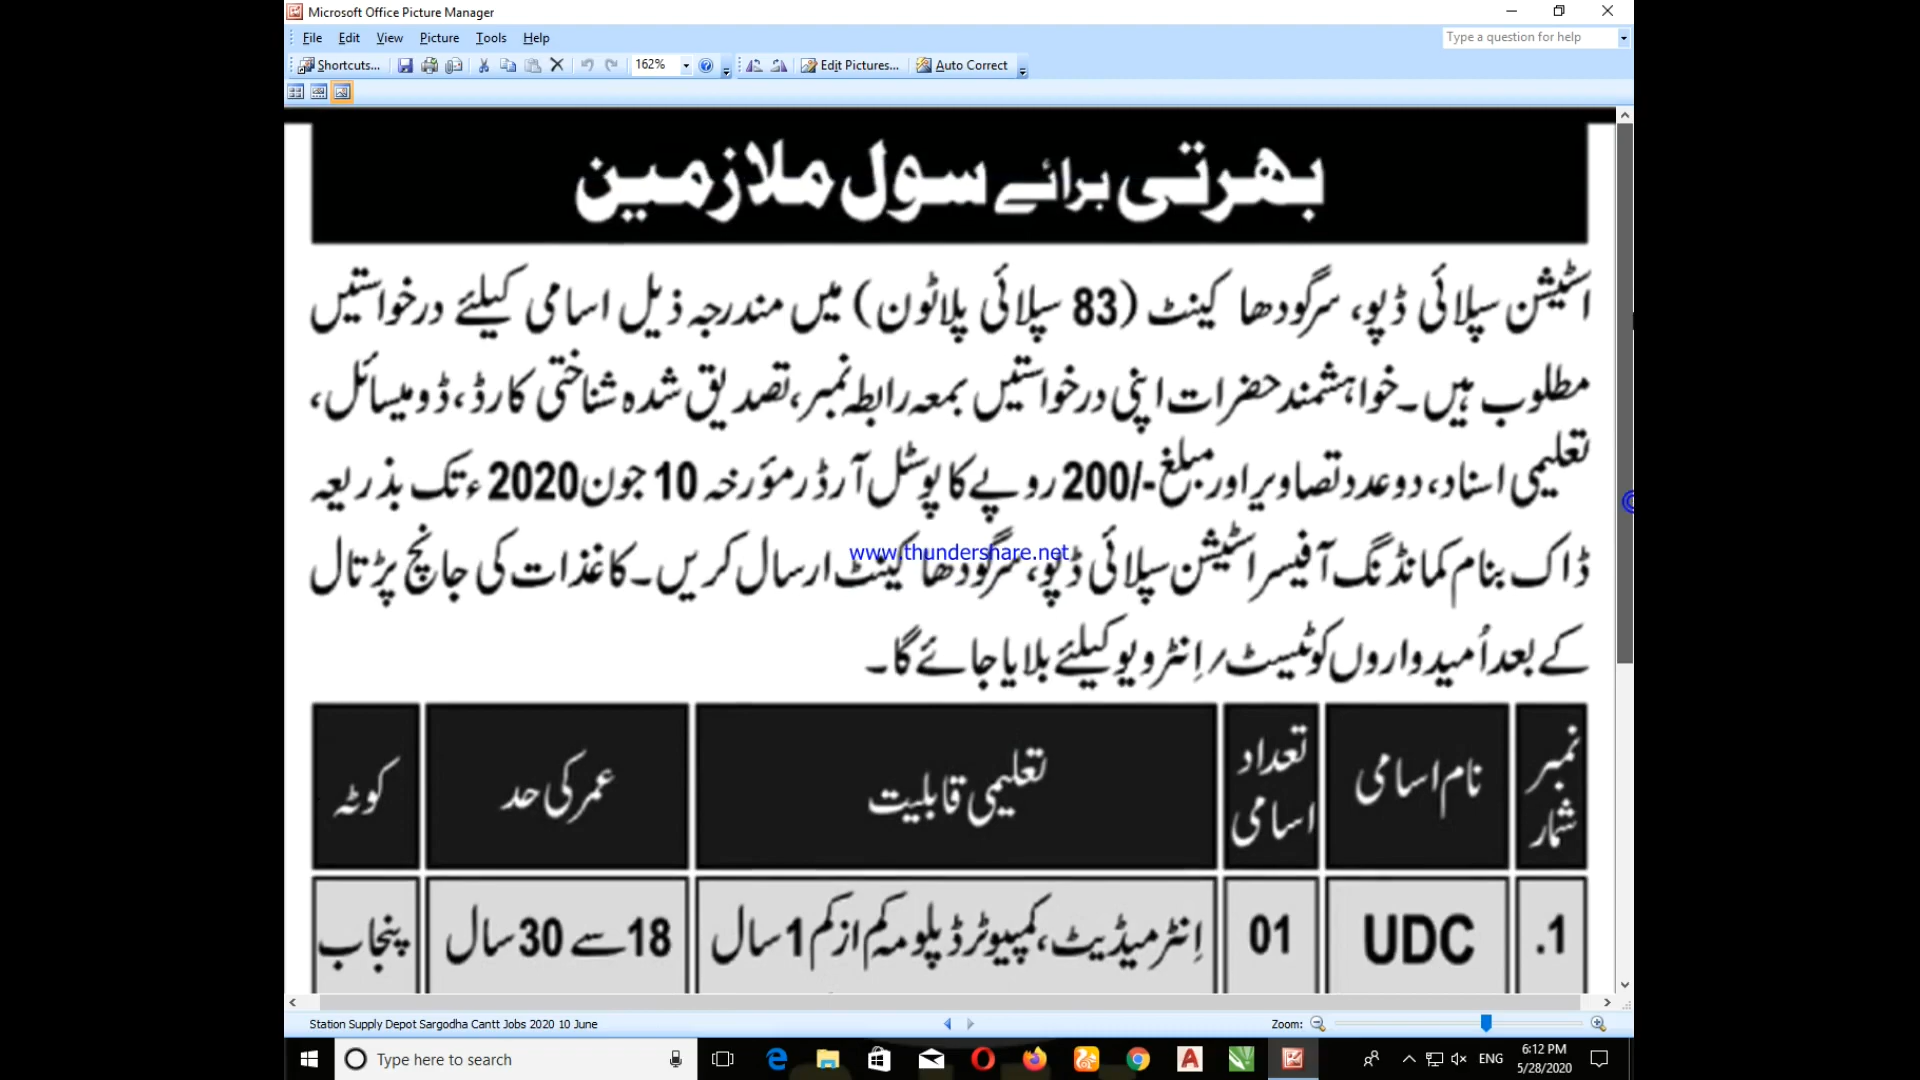 Microsoft Office Picture Manager
File Edit View Picture Tools Help
Type a question for help
Shortcuts... 162% Edit Pictures... Auto Correct
بھرتی برائے سول ملازمین
اسٹیشن سپلائی ڈپو، سرگودھا کینٹ (83 سپلائی پلاٹون) میں مندرجہ ذیل اسامی کیلئے درخواستیں
مطلوب ہیں۔ خواہشمند حضرات اپنی درخواستیں بمعہ رابطہ نمبر، تصدیق شدہ شناختی کارڈ، ڈومیسائل،
تعلیمی اسناد، دو عدد تصاویر اور مبلغ -/200 روپے کا پوسٹل آرڈر مؤرخہ 10 جون 2020ء تک بذریعہ
ڈاک بنام کمانڈنگ آفیسر اسٹیشن سپلائی ڈپو، سرگودھا کینٹ ارسال کریں۔ کاغذات کی جانچ پڑتال
www.thundershare.net
کے بعد اُمیدواروں کو ٹیسٹ/اِنٹرویو کیلئے بلایا جائے گا۔
نمبر شمار نام اسامی تعداد اسامی تعلیمی قابلیت عمر کی حد کوٹہ
1. UDC 01 اِنٹرمیڈیٹ، کمپیوٹر ڈپلومہ کم از کم 1 سال 18 سے 30 سال پنجاب
Station Supply Depot Sargodha Cantt Jobs 2020 10 June
Zoom:
Type here to search
ENG
6:12 PM
5/28/2020